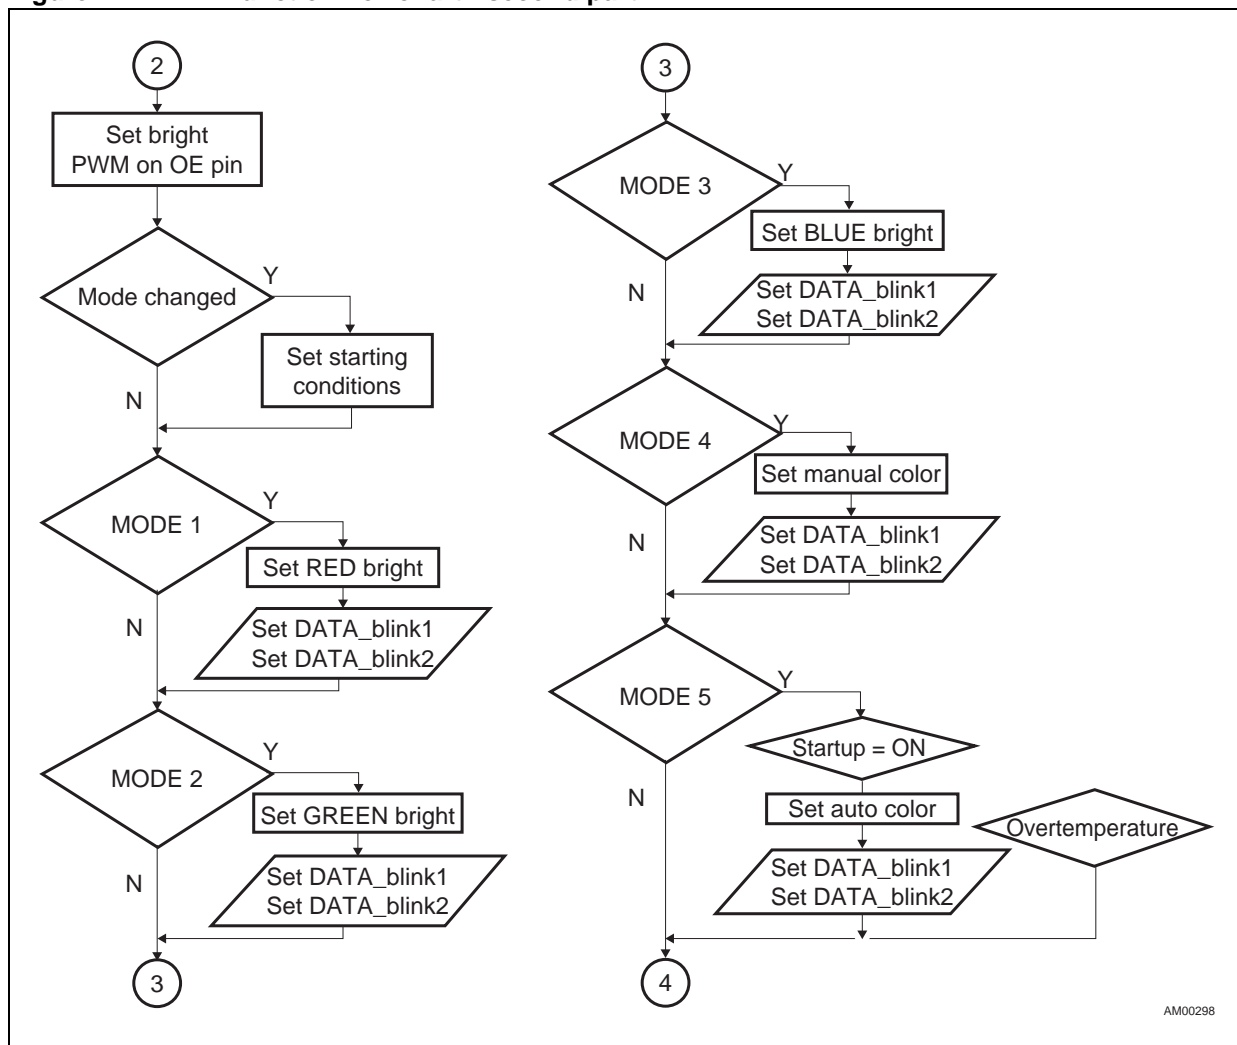 2
Set bright
PWM on OE pin
Mode changed
Y
Set starting
conditions
N
MODE 1
Y
Set RED bright
N
Set DATA_blink1
Set DATA_blink2
MODE 2
Y
Set GREEN bright
N
Set DATA_blink1
Set DATA_blink2
3
3
MODE 3
Y
Set BLUE bright
N
Set DATA_blink1
Set DATA_blink2
MODE 4
Y
Set manual color
N
Set DATA_blink1
Set DATA_blink2
MODE 5
Y
Startup = ON
N
Set auto color
Overtemperature
Set DATA_blink1
Set DATA_blink2
4
AM00298